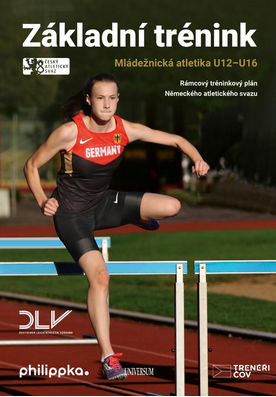 Základní trénink
ČESKÝ
ATLETICKÝ
SVAZ
Mládežnická atletika U12–U16
Rámcový tréninkový plán
Německého atletického svazu
GERMANY
DLV
philippka.
UNIVERSUM
TRENÉŘI
COV